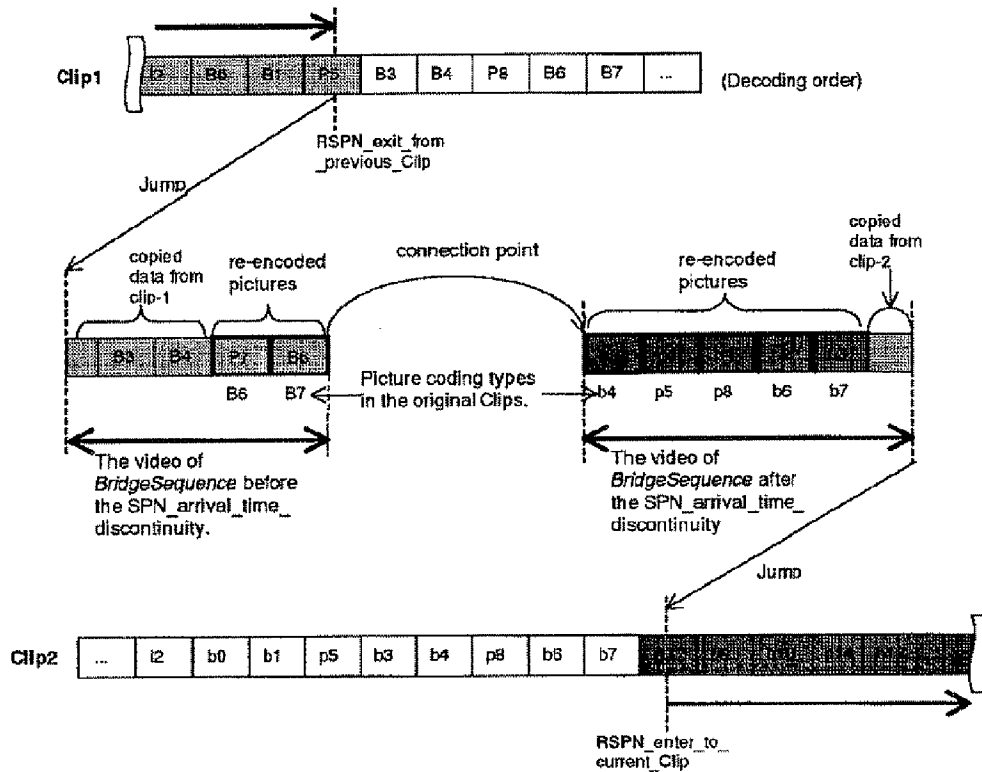 Clip1
I2 B0 B1 P5 B3 B4 P8 B6 B7 ...
(Decoding order)
RSPN_exit_from
_previous_Clip
Jump
copied
data from
clip-1
re-encoded
pictures
connection point
re-encoded
pictures
copied
data from
clip-2
B3 B4 P7 B6
B6 B7
Picture coding types
in the original Clips.
b4 p5 p8 b6 b7
The video of
BridgeSequence before
the SPN_arrival_time_
discontinuity.
The video of
BridgeSequence after
the SPN_arrival_time_
discontinuity
Jump
Clip2
... i2 b0 b1 p5 b3 b4 p8 b6 b7
RSPN_enter_to_
current_Clip